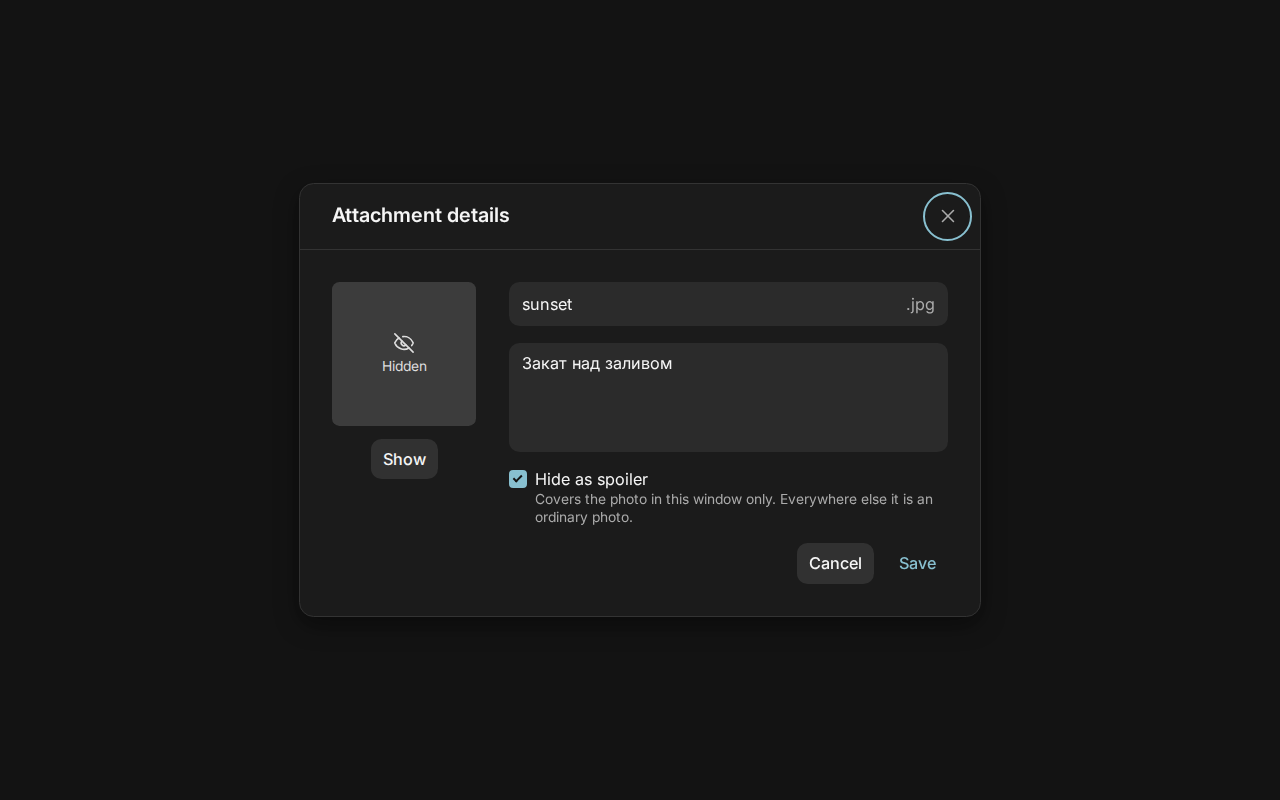 Attachment details
Hidden
Show
sunset .jpg
Закат над заливом
Hide as spoiler
Covers the photo in this window only. Everywhere else it is an
ordinary photo.
Cancel Save